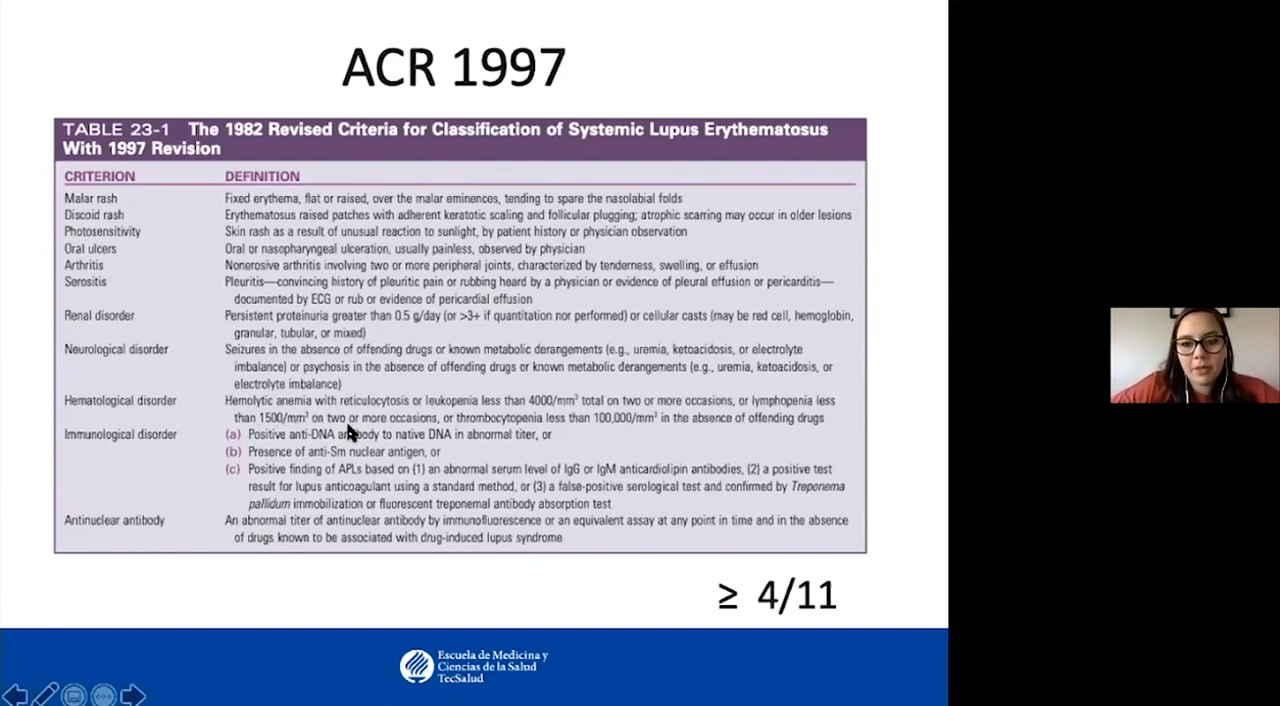 ACR 1997
TABLE 23-1 The 1982 Revised Criteria for Classification of Systemic Lupus Erythematosus
With 1997 Revision
CRITERION DEFINITION
Malar rash Fixed erythema, flat or raised, over the malar eminences, tending to spare the nasolabial folds
Discoid rash Erythematosus raised patches with adherent keratotic scaling and follicular plugging; atrophic scarring may occur in older lesions
Photosensitivity Skin rash as a result of unusual reaction to sunlight, by patient history or physician observation
Oral ulcers Oral or nasopharyngeal ulceration, usually painless, observed by physician
Arthritis Nonerosive arthritis involving two or more peripheral joints, characterized by tenderness, swelling, or effusion
Serositis Pleuritis—convincing history of pleuritic pain or rubbing heard by a physician or evidence of pleural effusion or pericarditis—
documented by ECG or rub or evidence of pericardial effusion
Renal disorder Persistent proteinuria greater than 0.5 g/day (or >3+ if quantitation nor performed) or cellular casts (may be red cell, hemoglobin,
granular, tubular, or mixed)
Neurological disorder Seizures in the absence of offending drugs or known metabolic derangements (e.g., uremia, ketoacidosis, or electrolyte
imbalance) or psychosis in the absence of offending drugs or known metabolic derangements (e.g., uremia, ketoacidosis, or
electrolyte imbalance)
Hematological disorder Hemolytic anemia with reticulocytosis or leukopenia less than 4000/mm³ total on two or more occasions, or lymphopenia less
than 1500/mm³ on two or more occasions, or thrombocytopenia less than 100,000/mm³ in the absence of offending drugs
Immunological disorder (a) Positive anti-DNA antibody to native DNA in abnormal titer, or
(b) Presence of anti-Sm nuclear antigen, or
(c) Positive finding of APLs based on (1) an abnormal serum level of IgG or IgM anticardiolipin antibodies, (2) a positive test
result for lupus anticoagulant using a standard method, or (3) a false-positive serological test and confirmed by Treponema
pallidum immobilization or fluorescent treponemal antibody absorption test
Antinuclear antibody An abnormal titer of antinuclear antibody by immunofluorescence or an equivalent assay at any point in time and in the absence
of drugs known to be associated with drug-induced lupus syndrome
≥ 4/11
Escuela de Medicina y
Ciencias de la Salud
TecSalud